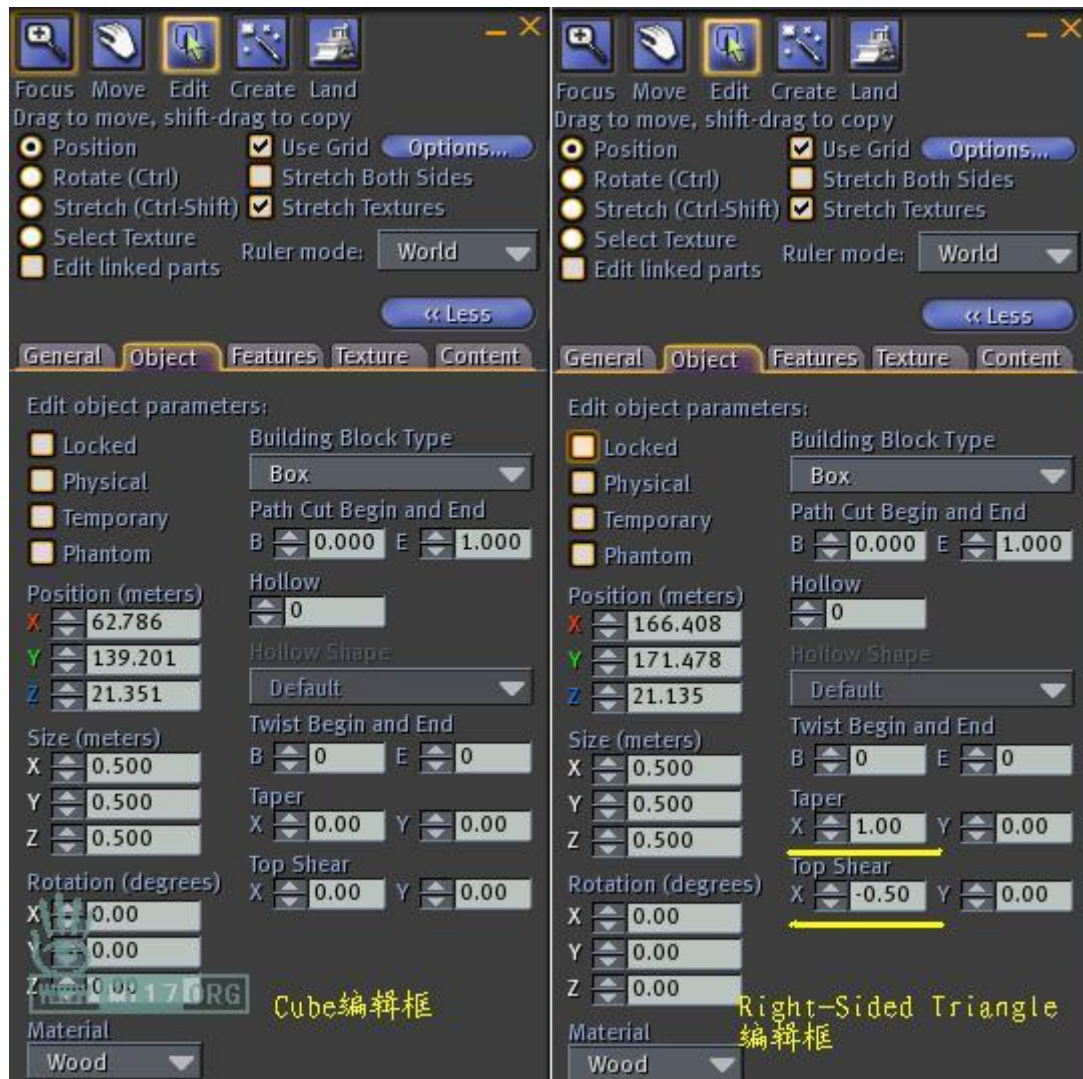 Focus Move Edit Create Land
Drag to move, shift-drag to copy
Position Use Grid Options...
Rotate (Ctrl) Stretch Both Sides
Stretch (Ctrl-Shift) Stretch Textures
Select Texture
Ruler mode: World
Edit linked parts
<< Less
General Object Features Texture Content
Edit object parameters:
Locked
Physical
Temporary
Phantom
Position (meters)
X 62.786
Y 139.201
Z 21.351
Size (meters)
X 0.500
Y 0.500
Z 0.500
Rotation (degrees)
X 0.00
Y 0.00
Z 0.00
Material
Wood
Building Block Type
Box
Path Cut Begin and End
B 0.000 E 1.000
Hollow
0
Hollow Shape
Default
Twist Begin and End
B 0 E 0
Taper
X 0.00 Y 0.00
Top Shear
X 0.00 Y 0.00
Cube编辑框
Focus Move Edit Create Land
Drag to move, shift-drag to copy
Position Use Grid Options...
Rotate (Ctrl) Stretch Both Sides
Stretch (Ctrl-Shift) Stretch Textures
Select Texture
Ruler mode: World
Edit linked parts
<< Less
General Object Features Texture Content
Edit object parameters:
Locked
Physical
Temporary
Phantom
Position (meters)
X 166.408
Y 171.478
Z 21.135
Size (meters)
X 0.500
Y 0.500
Z 0.500
Rotation (degrees)
X 0.00
Y 0.00
Z 0.00
Material
Wood
Building Block Type
Box
Path Cut Begin and End
B 0.000 E 1.000
Hollow
0
Hollow Shape
Default
Twist Begin and End
B 0 E 0
Taper
X 1.00 Y 0.00
Top Shear
X -0.50 Y 0.00
Right-Sided Triangle
编辑框